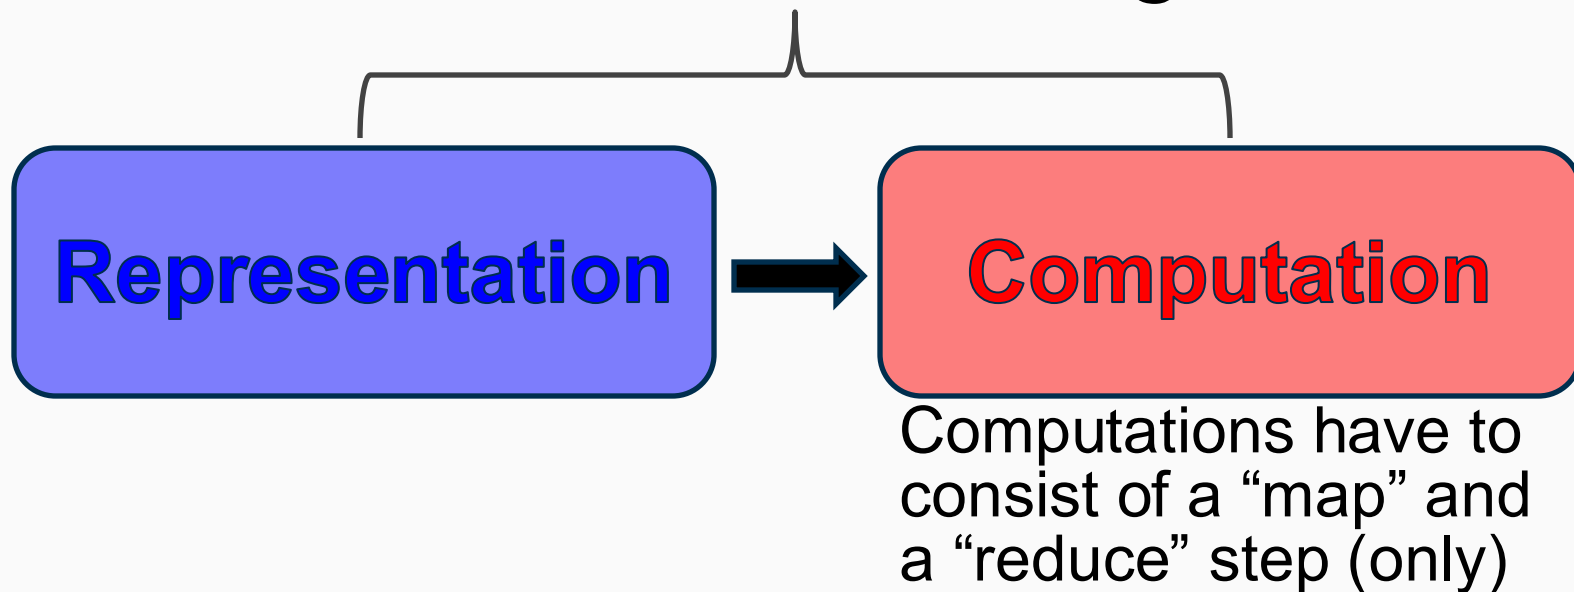 Representation
Computation
Computations have to
consist of a “map” and
a “reduce” step (only)